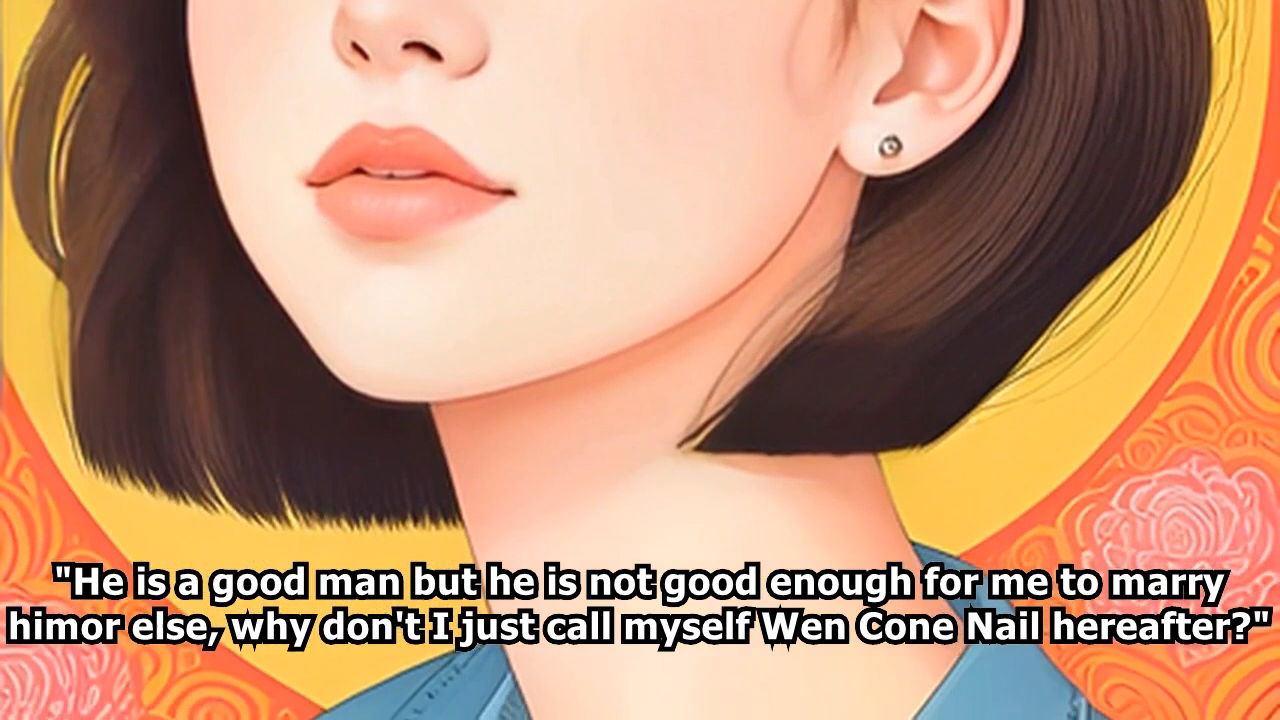 "He is a good man but he is not good enough for me to marry
himor else, why don't I just call myself Wen Cone Nail hereafter?"